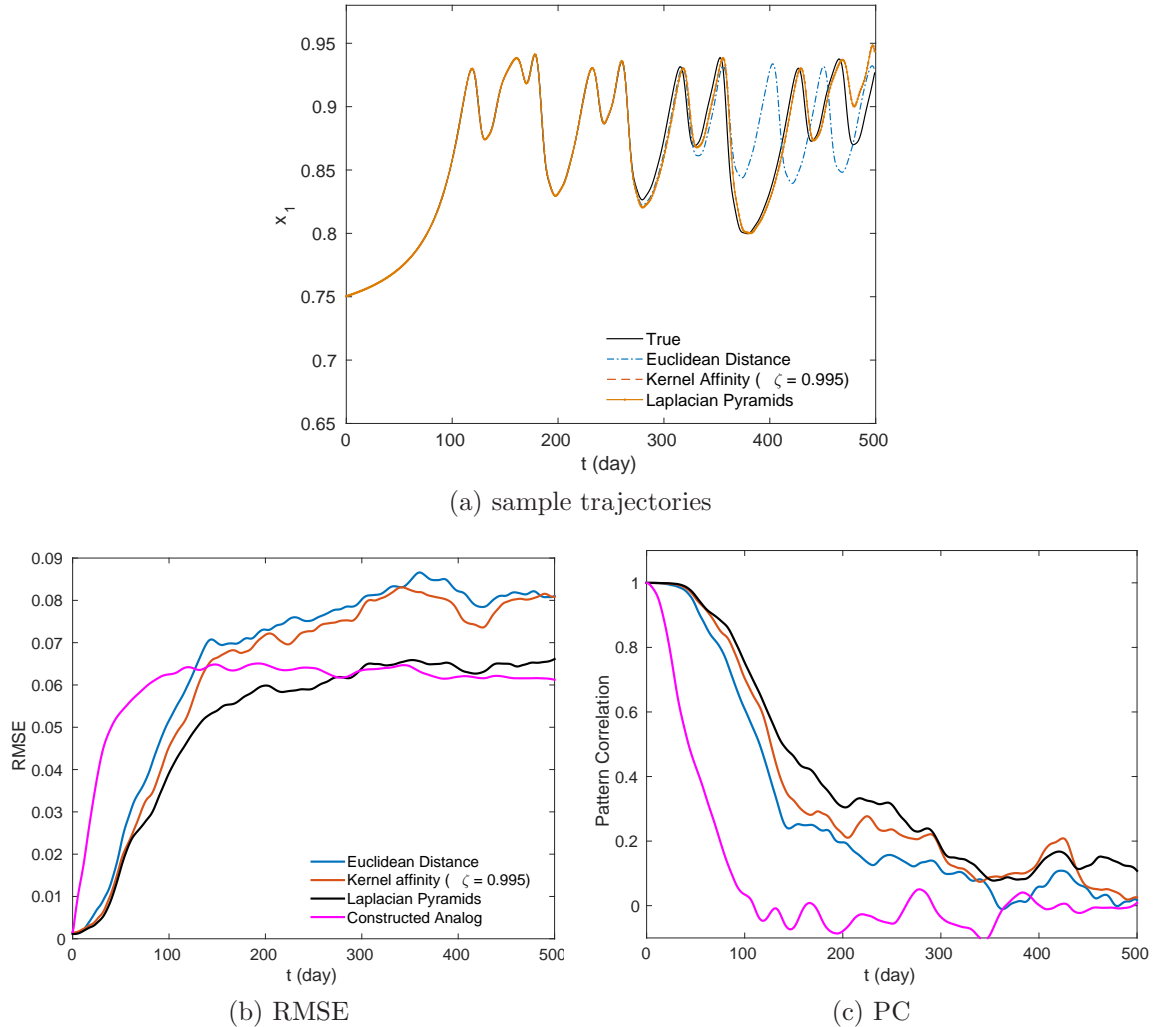 0.95
0.9
0.85
0.8
0.75
0.7
0.65
x1
True
Euclidean Distance
Kernel Affinity ( ζ = 0.995)
Laplacian Pyramids
0 100 200 300 400 500
t (day)
(a) sample trajectories
0.09
0.08
0.07
0.06
0.05
0.04
0.03
0.02
0.01
0
RMSE
Euclidean Distance
Kernel affinity ( ζ = 0.995)
Laplacian Pyramids
Constructed Analog
0 100 200 300 400 500
t (day)
(b) RMSE
1
0.8
0.6
0.4
0.2
0
Pattern Correlation
0 100 200 300 400 500
t (day)
(c) PC